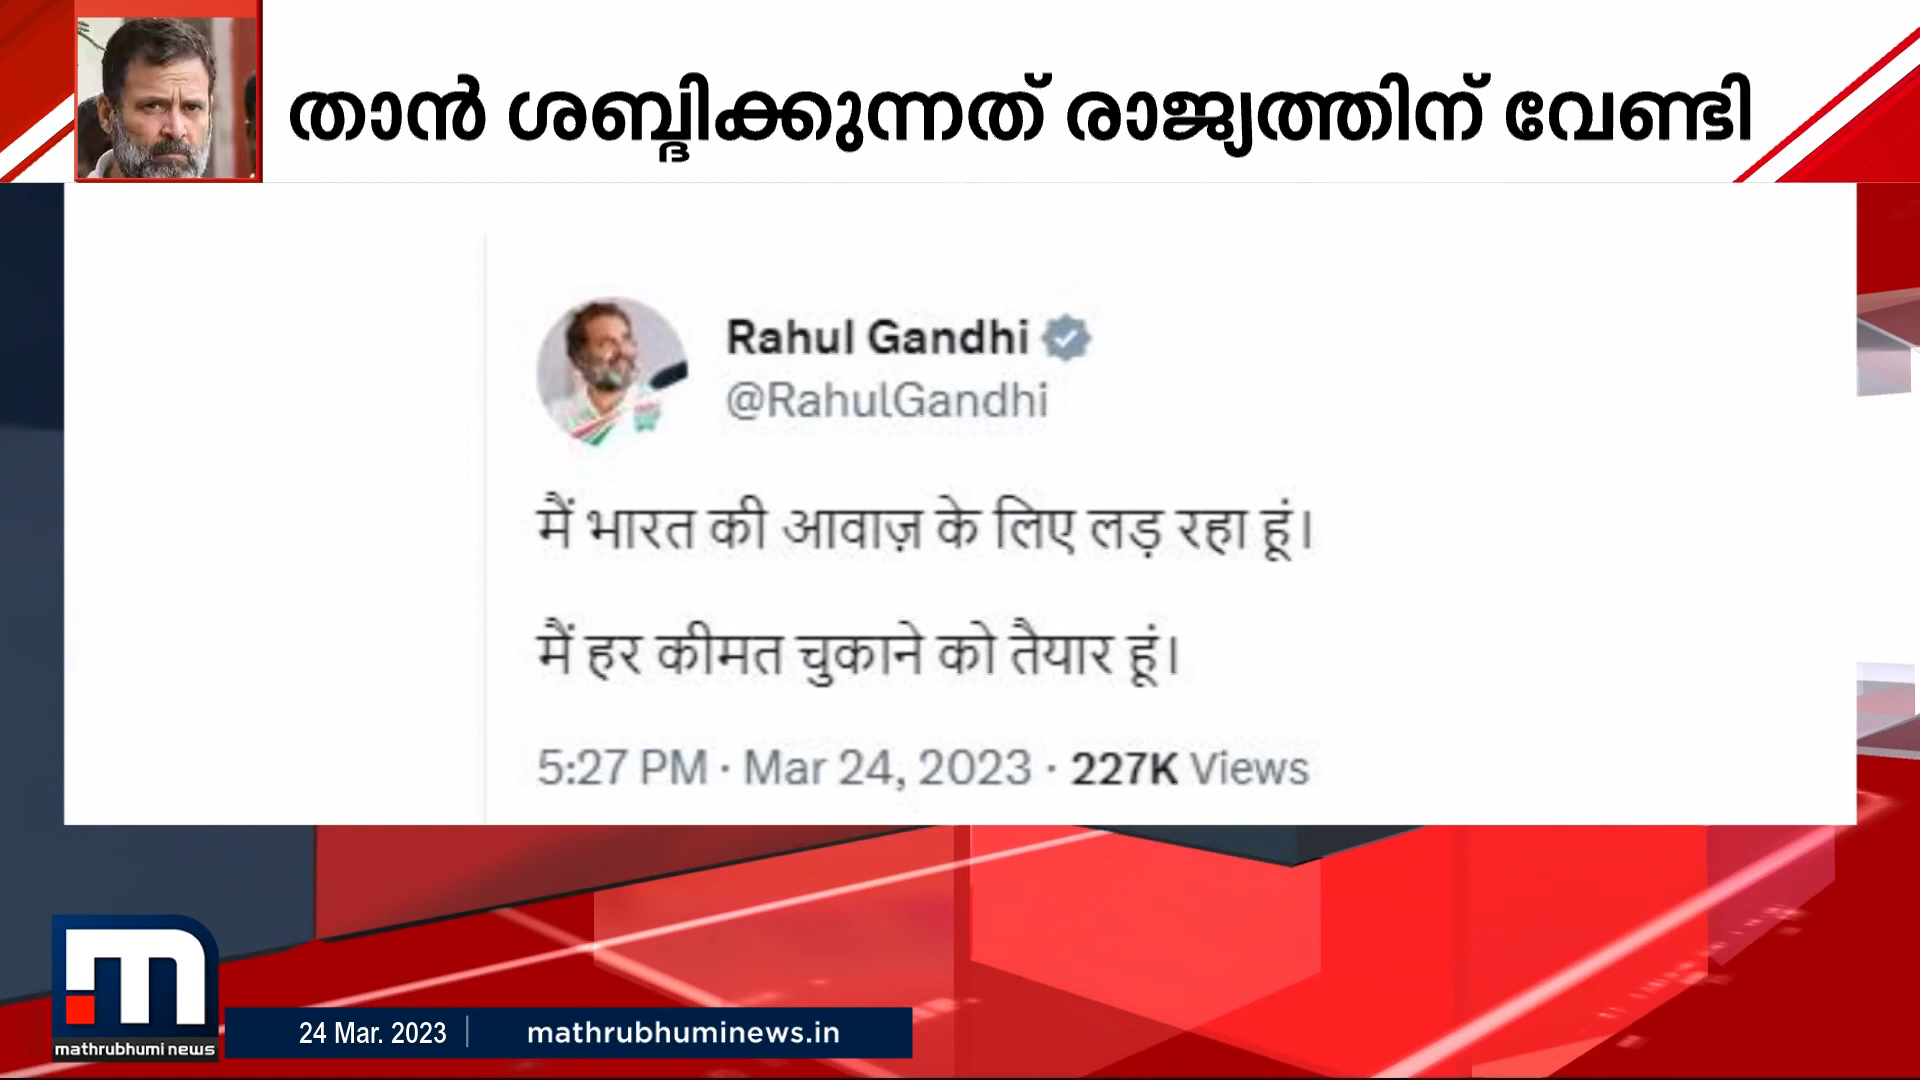 താൻ ശബ്ദിക്കുന്നത് രാജ്യത്തിന് വേണ്ടി
Rahul Gandhi
@RahulGandhi
मैं भारत की आवाज़ के लिए लड़ रहा हूं।
मैं हर कीमत चुकाने को तैयार हूं।
5:27 PM · Mar 24, 2023 · 227K Views
mathrubhumi news
24 Mar. 2023
mathrubhuminews.in